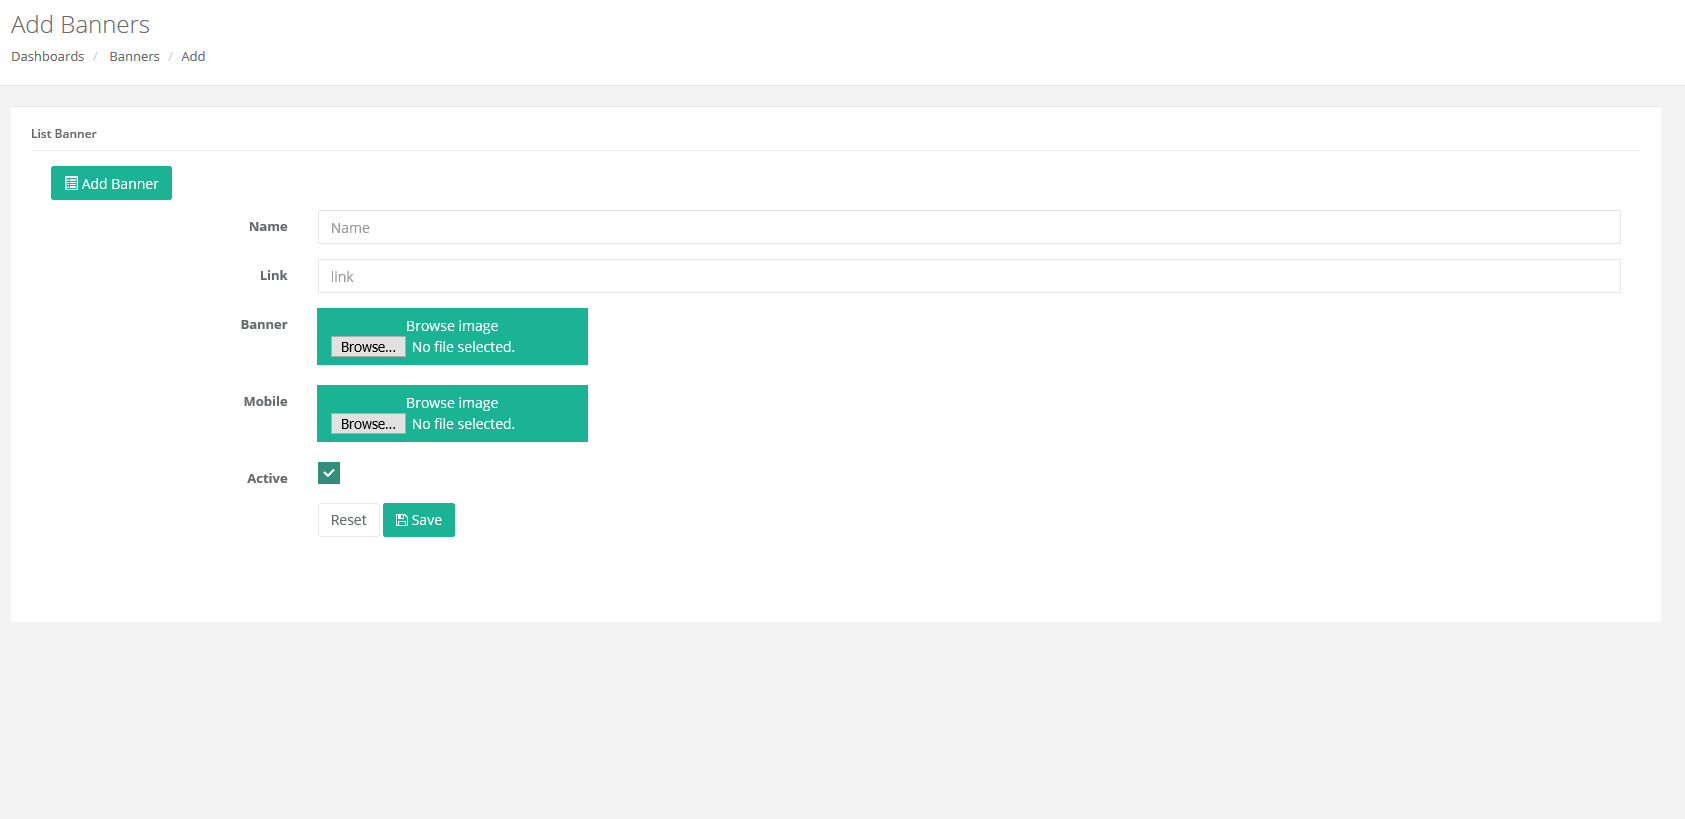 Add Banners
Dashboards / Banners / Add
List Banner
Add Banner
Name Name
Link link
Banner Browse image
Browse... No file selected.
Mobile Browse image
Browse... No file selected.
Active
Reset Save